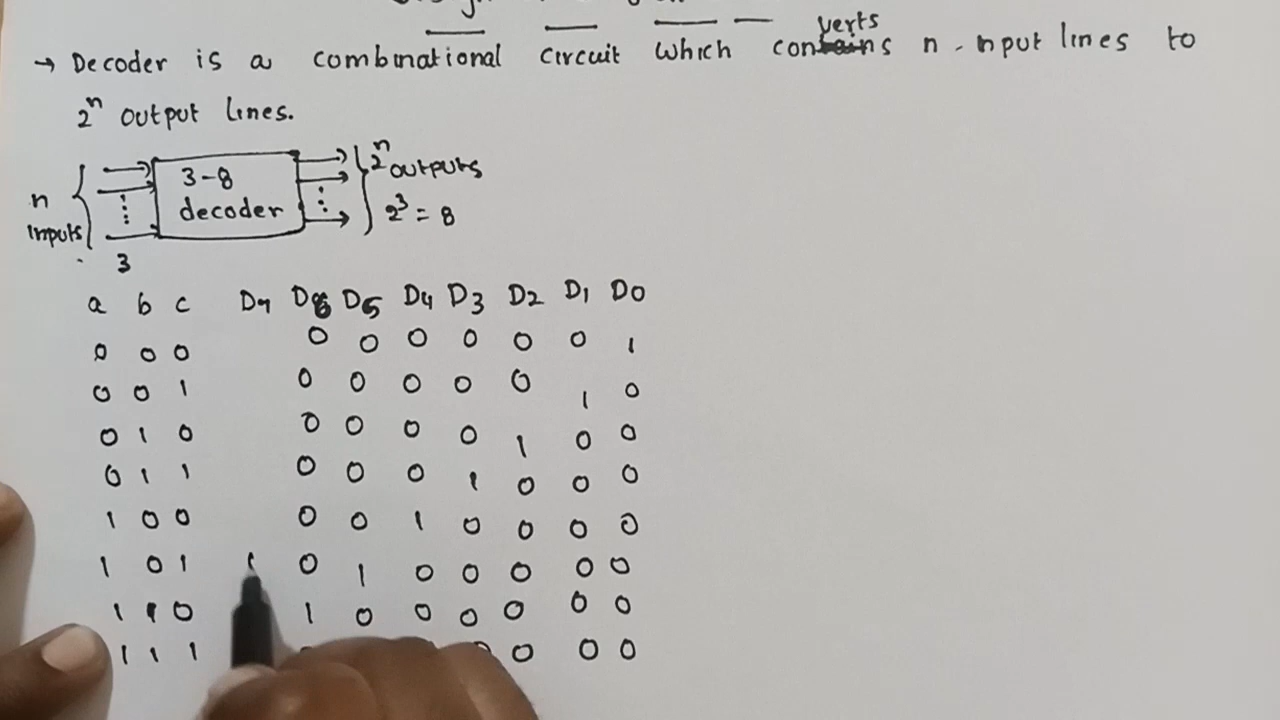 → Decoder is a combinational circuit which converts n-input lines to
2^n output lines.
n inputs
3
3-8 decoder
2^n outputs
2^3 = 8
a b c D7 D6 D5 D4 D3 D2 D1 D0
0 0 0 0 0 0 0 0 0 1
0 0 1 0 0 0 0 0 1 0
0 1 0 0 0 0 0 1 0 0
0 1 1 0 0 0 1 0 0 0
1 0 0 0 0 1 0 0 0 0
1 0 1 0 1 0 0 0 0 0
1 1 0 1 0 0 0 0 0 0
1 1 1 0 0 0